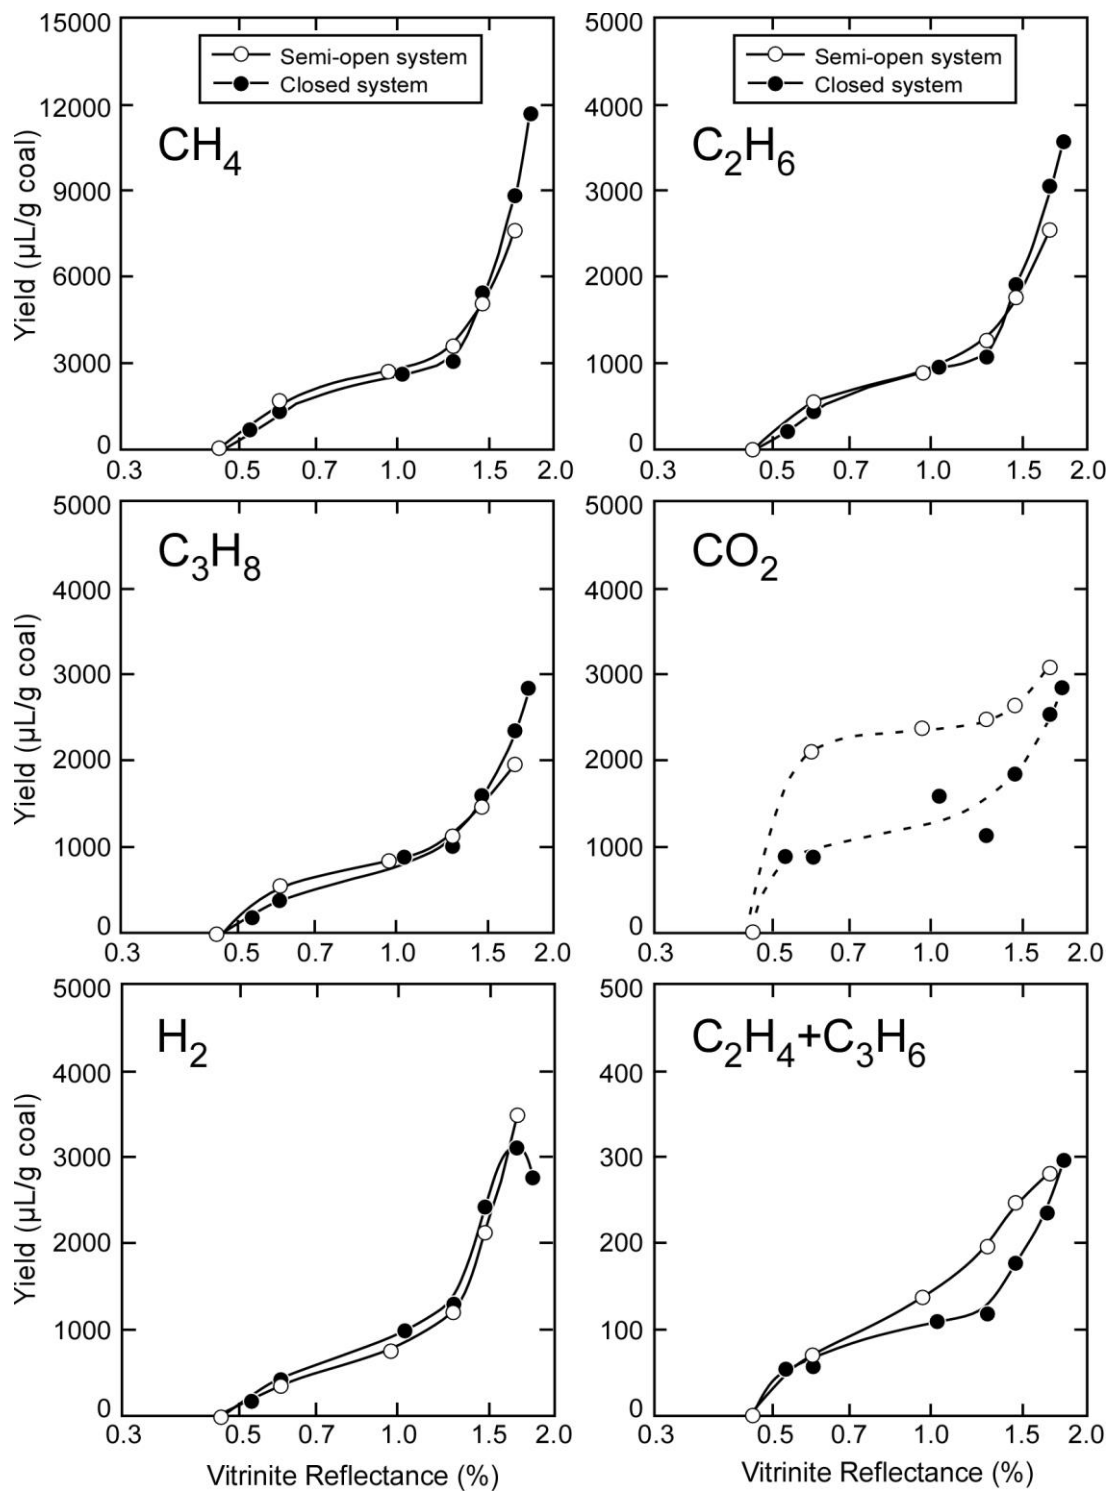 15000
12000
9000
6000
3000
0
Yield (μL/g coal)
Semi-open system
Closed system
CH4
0.3 0.5 0.7 1.0 1.5 2.0
5000
4000
3000
2000
1000
0
Semi-open system
Closed system
C2H6
0.3 0.5 0.7 1.0 1.5 2.0
5000
4000
3000
2000
1000
0
Yield (μL/g coal)
C3H8
0.3 0.5 0.7 1.0 1.5 2.0
5000
4000
3000
2000
1000
0
CO2
0.3 0.5 0.7 1.0 1.5 2.0
5000
4000
3000
2000
1000
0
Yield (μL/g coal)
H2
0.3 0.5 0.7 1.0 1.5 2.0
Vitrinite Reflectance (%)
500
400
300
200
100
0
C2H4+C3H6
0.3 0.5 0.7 1.0 1.5 2.0
Vitrinite Reflectance (%)